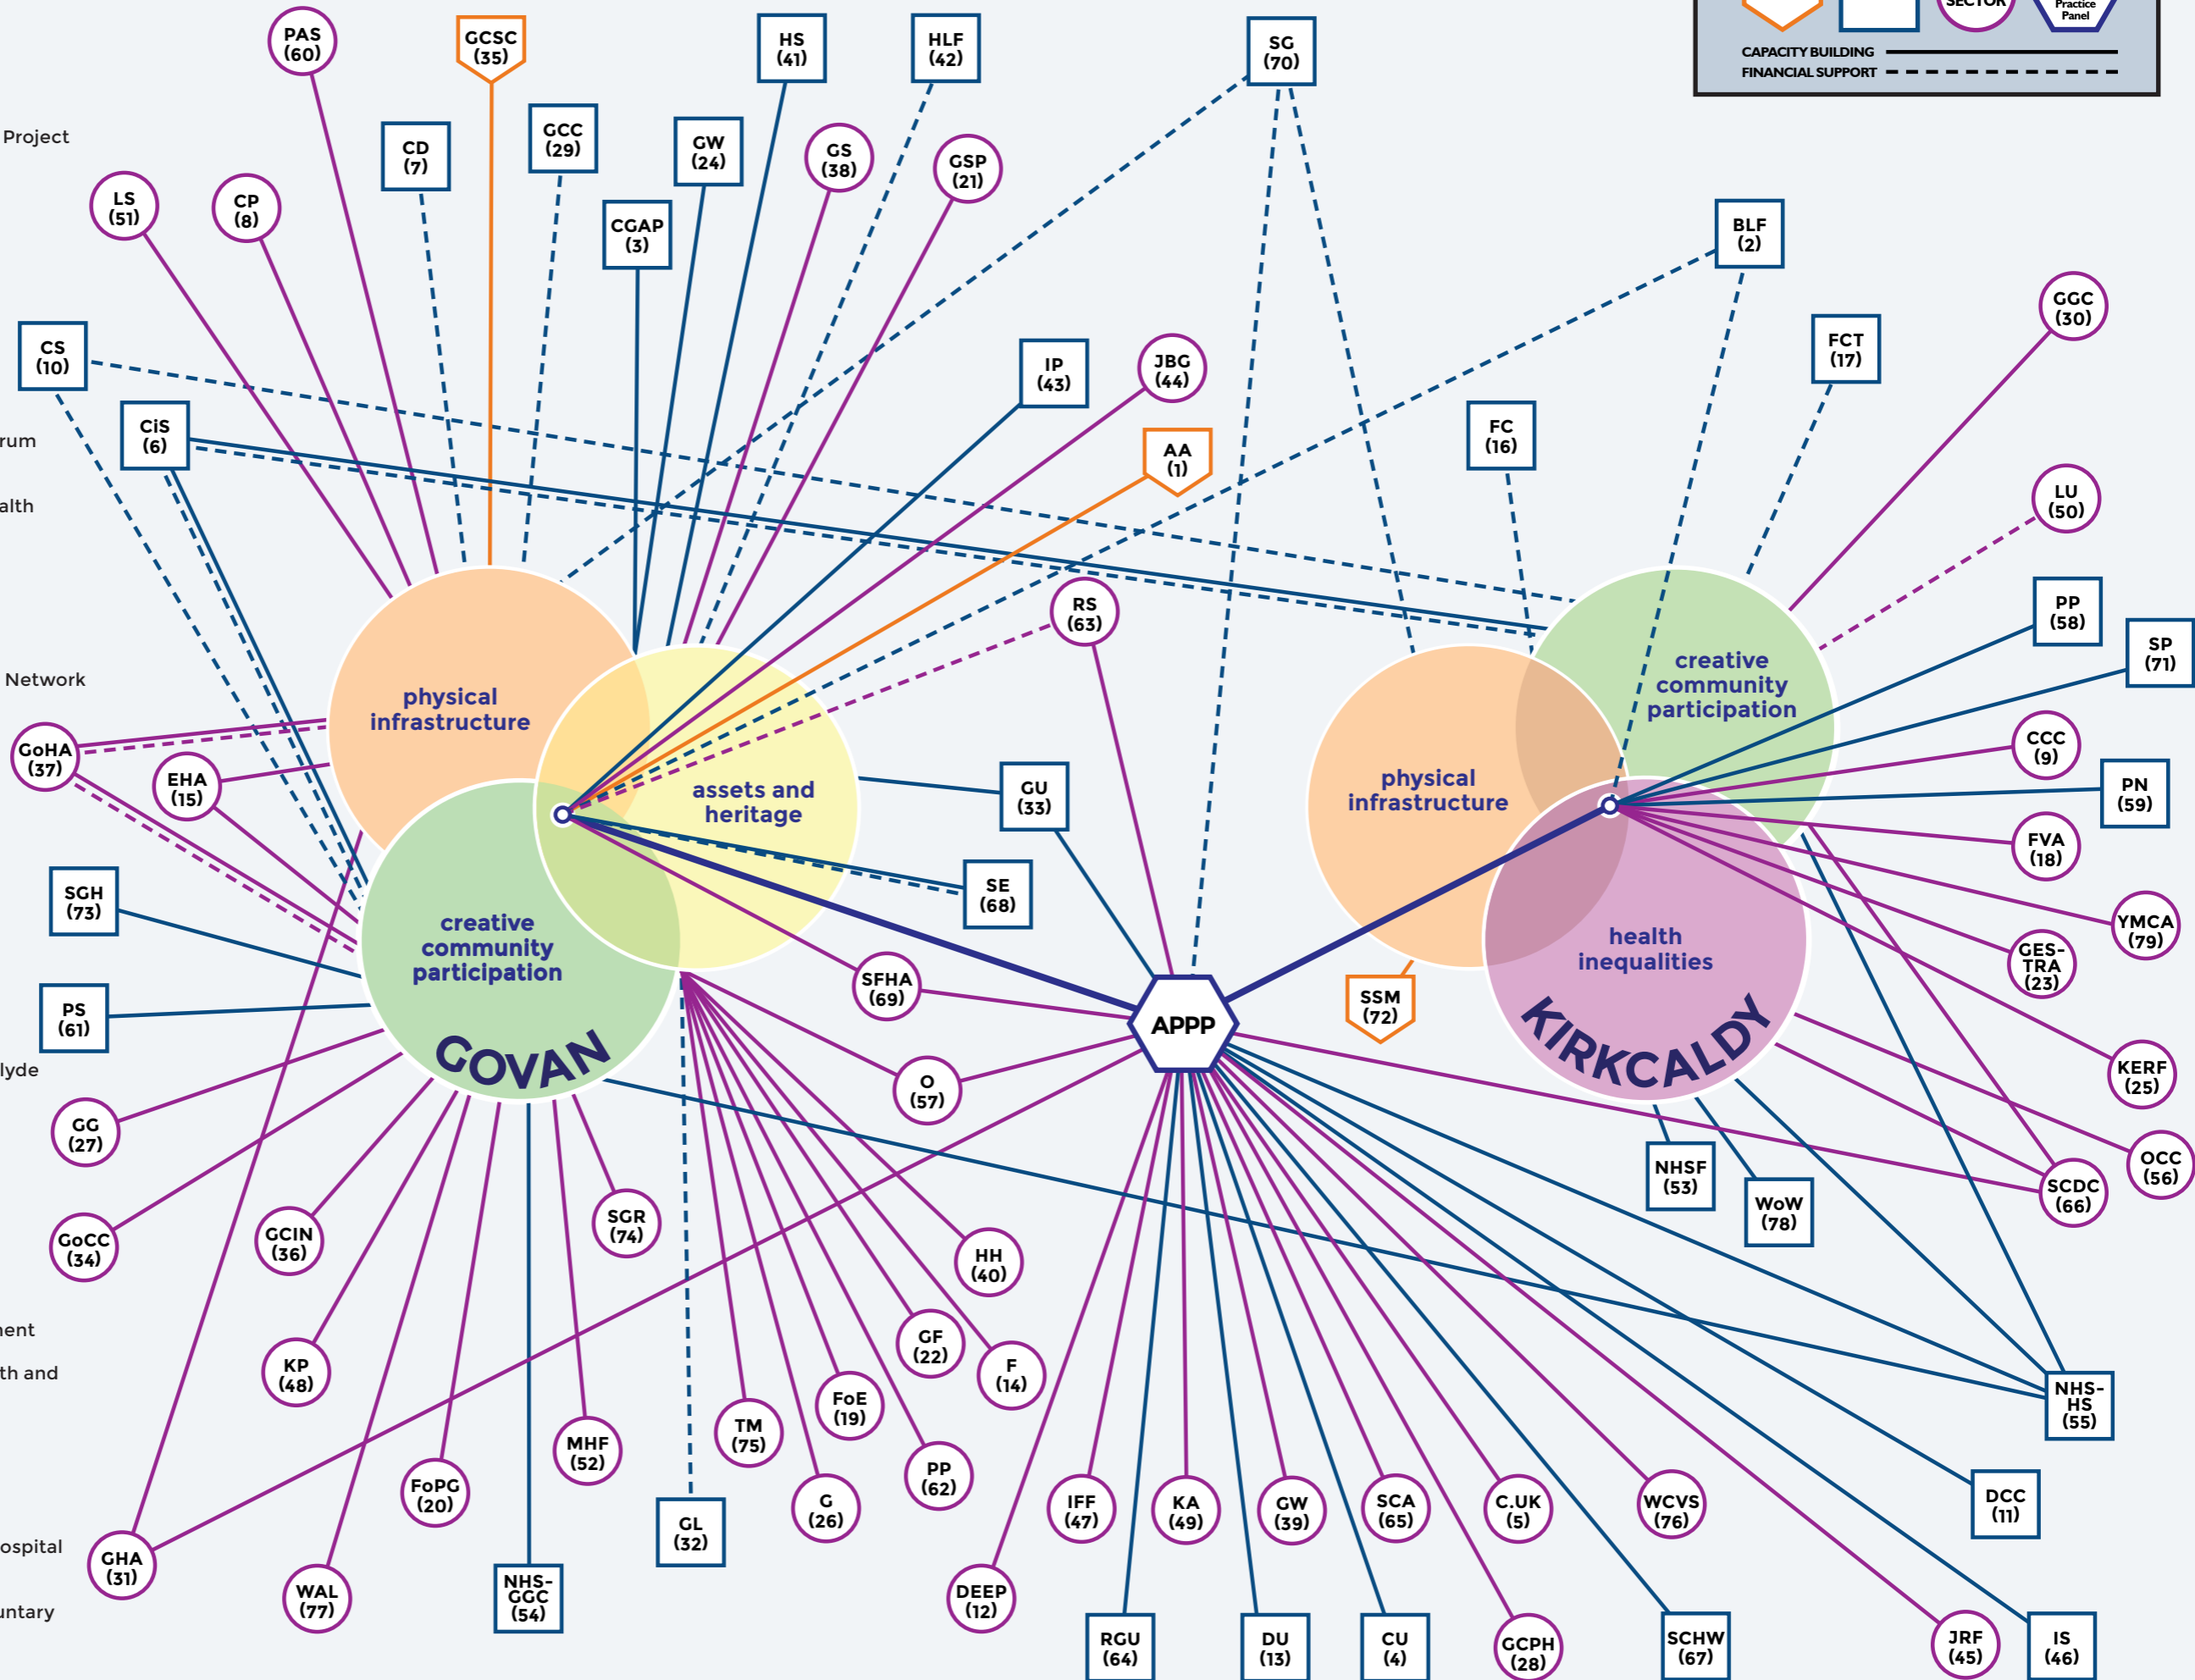 SECTOR
Practice
Panel
CAPACITY BUILDING
FINANCIAL SUPPORT
PAS
(60)
GCSC
(35)
HS
(41)
HLF
(42)
SG
(70)
Project
CD
(7)
GCC
(29)
GW
(24)
GS
(38)
GSP
(21)
LS
(51)
CP
(8)
CGAP
(3)
BLF
(2)
GGC
(30)
CS
(10)
IP
(43)
JBG
(44)
FCT
(17)
CiS
(6)
rum
AA
(1)
FC
(16)
alth
LU
(50)
RS
(63)
PP
(58)
SP
(71)
Network
physical
infrastructure
creative
community
participation
GoHA
(37)
EHA
(15)
assets and
heritage
GU
(33)
physical
infrastructure
CCC
(9)
PN
(59)
FVA
(18)
SGH
(73)
SE
(68)
creative
community
participation
health
inequalities
YMCA
(79)
GES-
TRA
(23)
SFHA
(69)
PS
(61)
APPP
SSM
(72)
GOVAN
KIRKCALDY
lyde
O
(57)
KERF
(25)
GG
(27)
NHSF
(53)
OCC
(56)
SCDC
(66)
WoW
(78)
GoCC
(34)
GCIN
(36)
SGR
(74)
HH
(40)
nent
KP
(48)
GF
(22)
F
(14)
th and
FoE
(19)
NHS-
HS
(55)
TM
(75)
MHF
(52)
FoPG
(20)
PP
(62)
G
(26)
IFF
(47)
KA
(49)
GW
(39)
SCA
(65)
C.UK
(5)
WCVS
(76)
DCC
(11)
GL
(32)
ospital
GHA
(31)
WAL
(77)
NHS-
GGC
(54)
DEEP
(12)
untary
RGU
(64)
DU
(13)
CU
(4)
GCPH
(28)
SCHW
(67)
JRF
(45)
IS
(46)